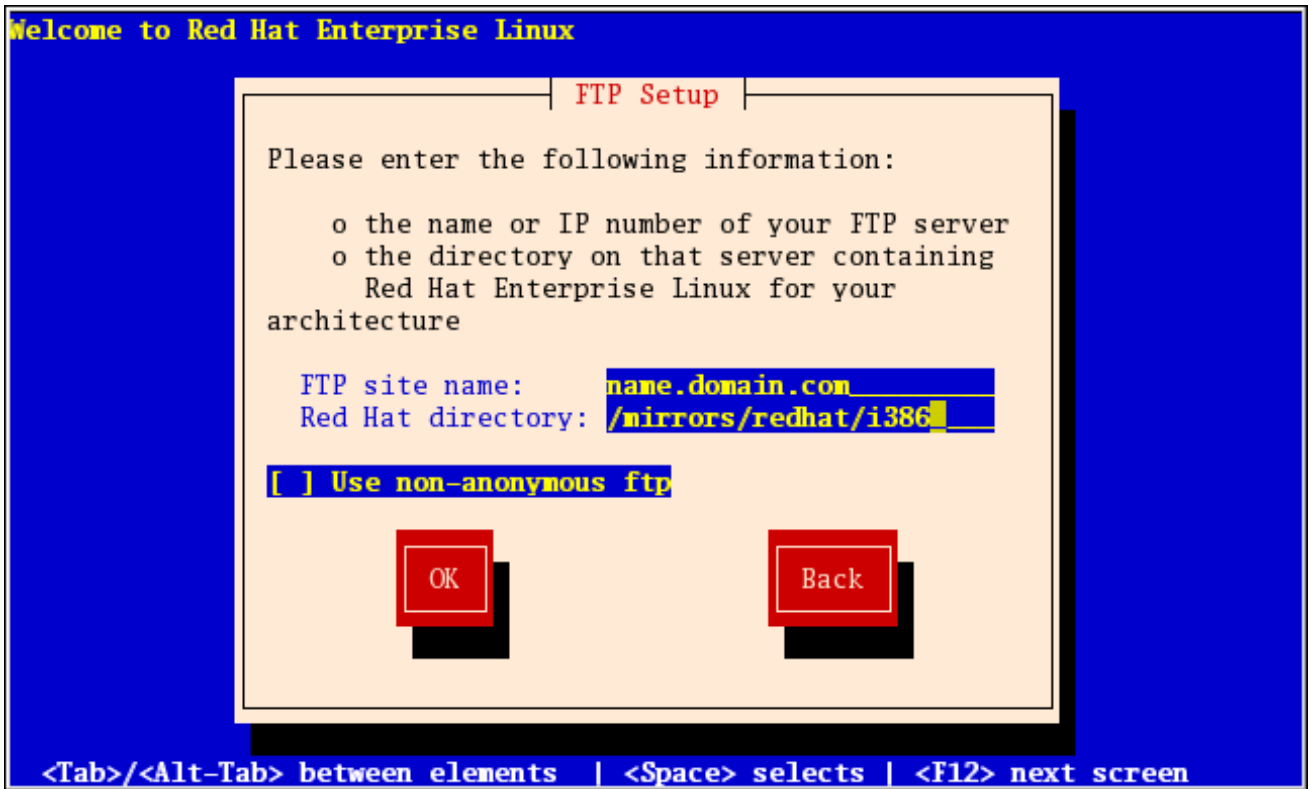 Welcome to Red Hat Enterprise Linux
FTP Setup
Please enter the following information:
o the name or IP number of your FTP server
o the directory on that server containing
Red Hat Enterprise Linux for your
architecture
FTP site name: name.domain.com_________
Red Hat directory: /mirrors/redhat/i386____
[ ] Use non-anonymous ftp
OK Back
<Tab>/<Alt-Tab> between elements | <Space> selects | <F12> next screen